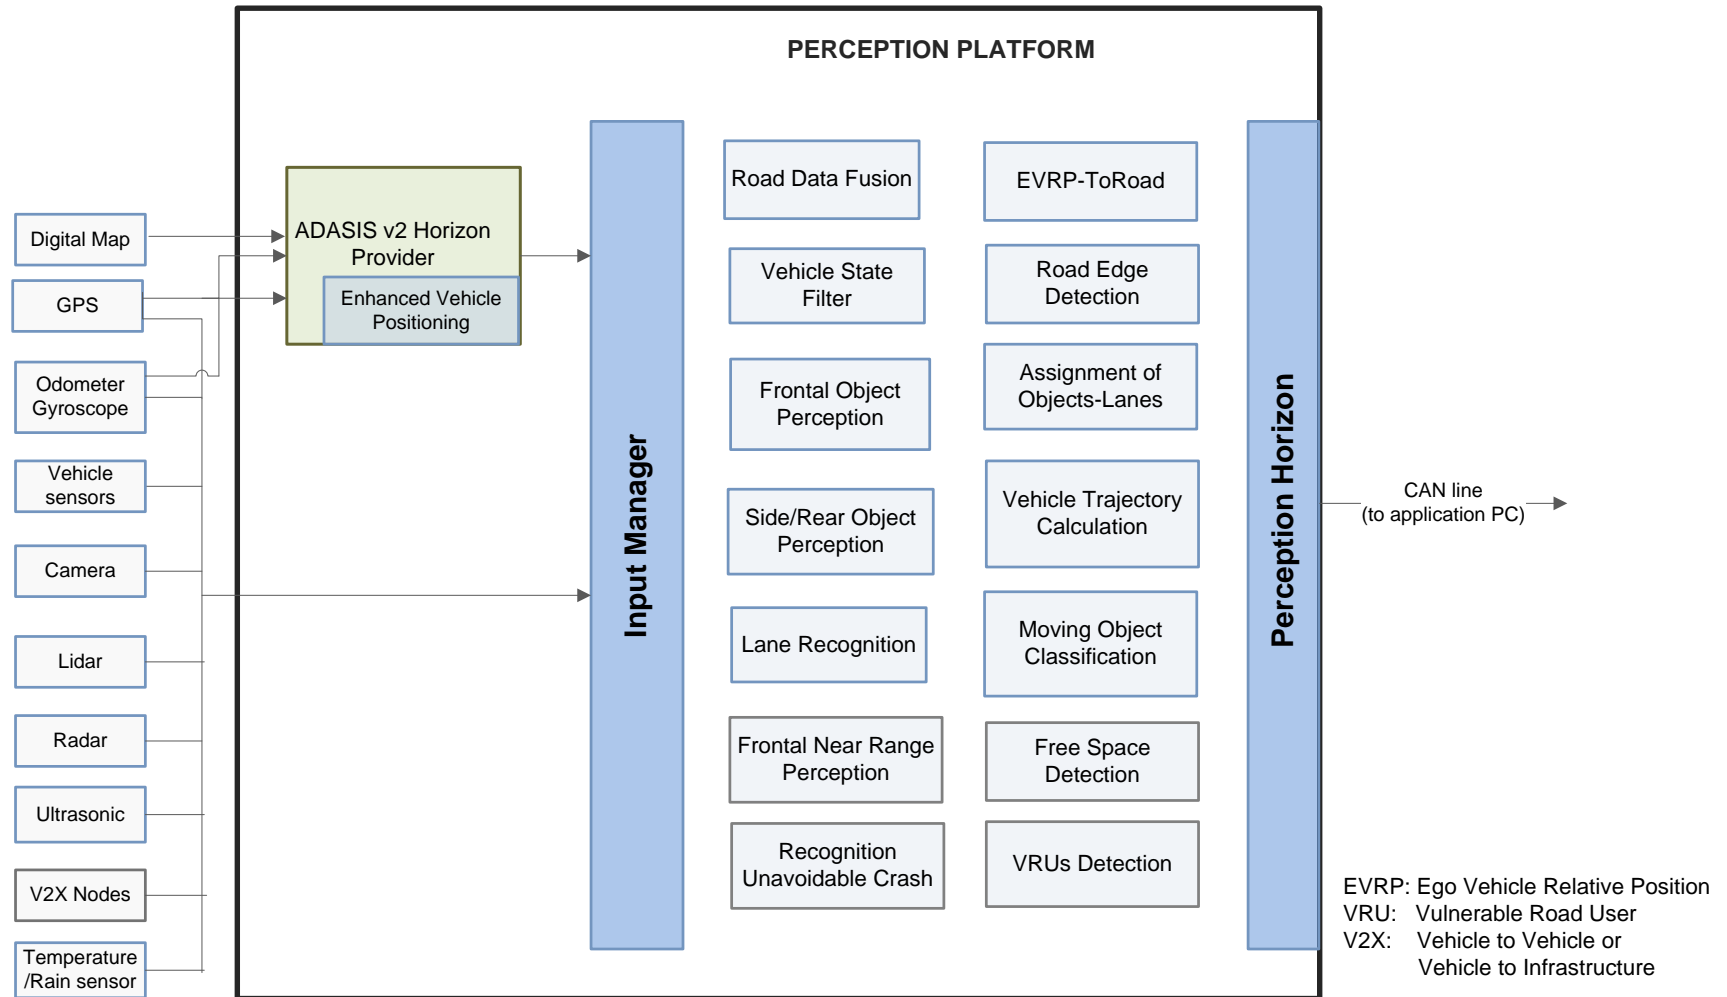 PERCEPTION PLATFORM
Digital Map
GPS
Odometer
Gyroscope
Vehicle
sensors
Camera
Lidar
Radar
Ultrasonic
V2X Nodes
Temperature
/Rain sensor
ADASIS v2 Horizon
Provider
Enhanced Vehicle
Positioning
Input Manager
Road Data Fusion
Vehicle State
Filter
Frontal Object
Perception
Side/Rear Object
Perception
Lane Recognition
Frontal Near Range
Perception
Recognition
Unavoidable Crash
EVRP-ToRoad
Road Edge
Detection
Assignment of
Objects-Lanes
Vehicle Trajectory
Calculation
Moving Object
Classification
Free Space
Detection
VRUs Detection
Perception Horizon
CAN line
(to application PC)
EVRP: Ego Vehicle Relative Position
VRU: Vulnerable Road User
V2X: Vehicle to Vehicle or
Vehicle to Infrastructure